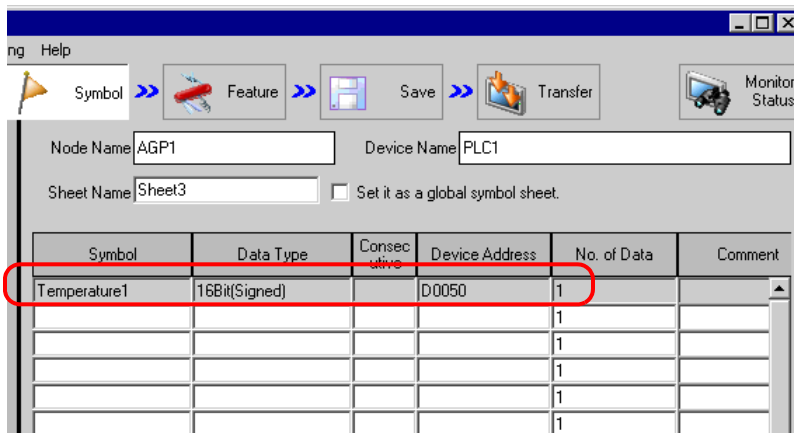 ng Help
Symbol Feature Save Transfer Monitor Status
Node Name AGP1 Device Name PLC1
Sheet Name Sheet3 Set it as a global symbol sheet.
Symbol Data Type Consec utive Device Address No. of Data Comment
Temperature1 16Bit(Signed) D0050 1
1
1
1
1
1